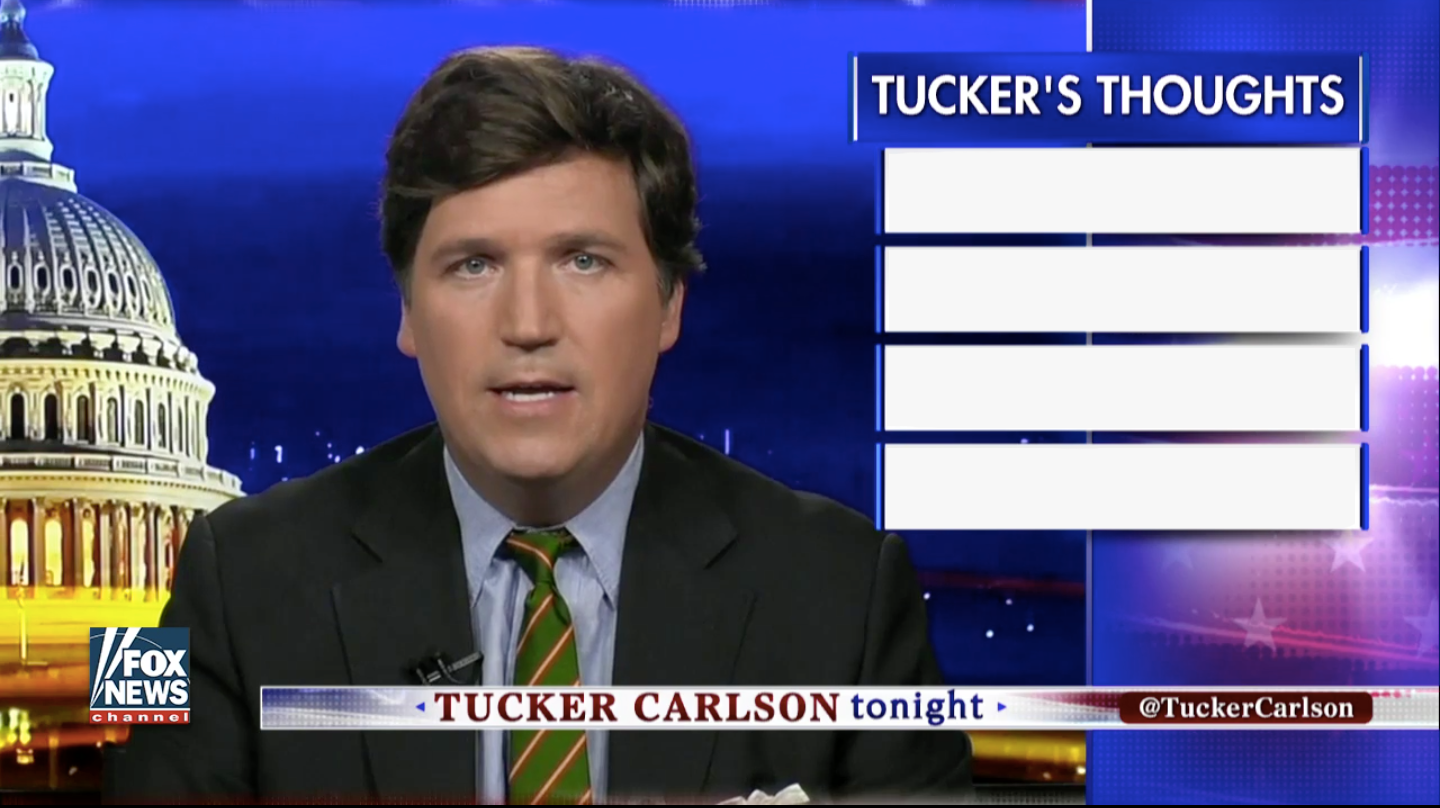 TUCKER'S THOUGHTS
FOX
NEWS
channel
TUCKER CARLSON tonight
@TuckerCarlson